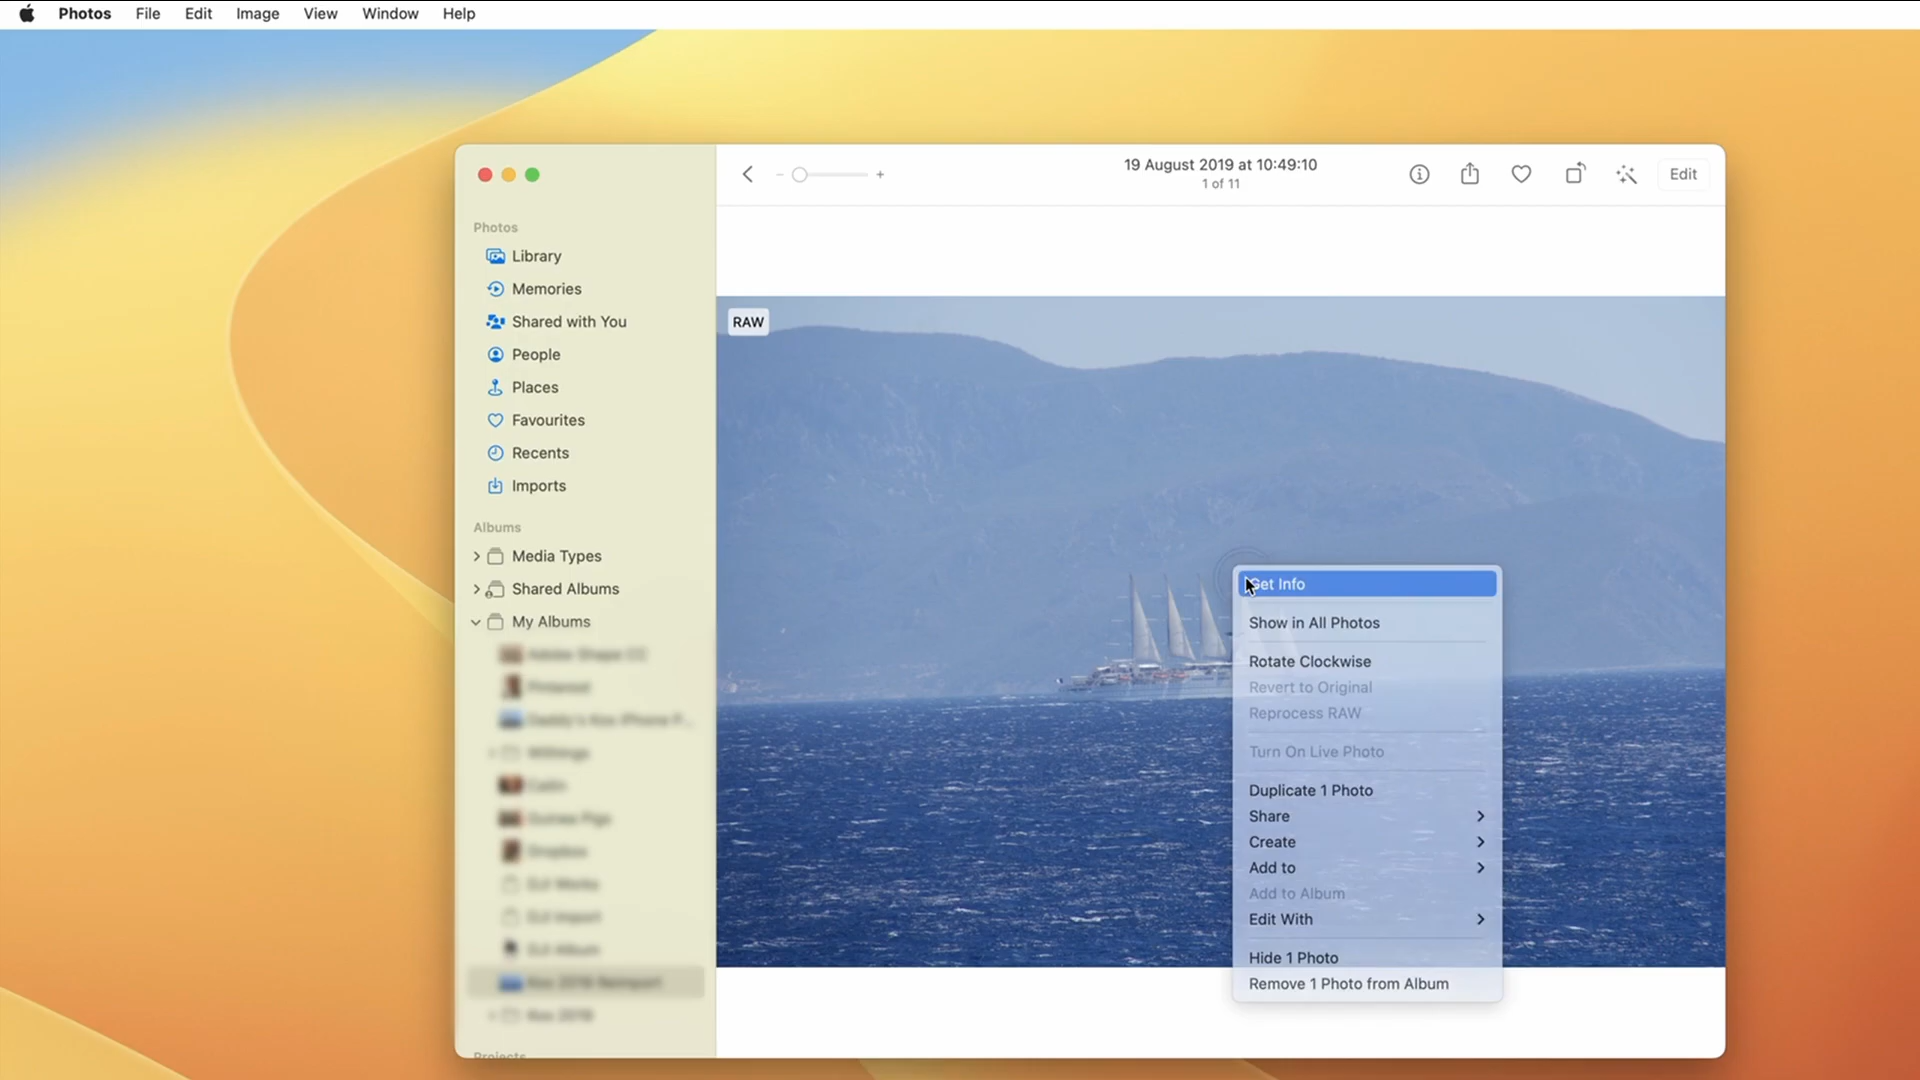 Photos File Edit Image View Window Help
19 August 2019 at 10:49:10
1 of 11
Edit
Photos
Library
Memories
Shared with You
People
Places
Favourites
Recents
Imports
Albums
Media Types
Shared Albums
My Albums
Projects
RAW
Get Info
Show in All Photos
Rotate Clockwise
Revert to Original
Reprocess RAW
Turn On Live Photo
Duplicate 1 Photo
Share
Create
Add to
Add to Album
Edit With
Hide 1 Photo
Remove 1 Photo from Album